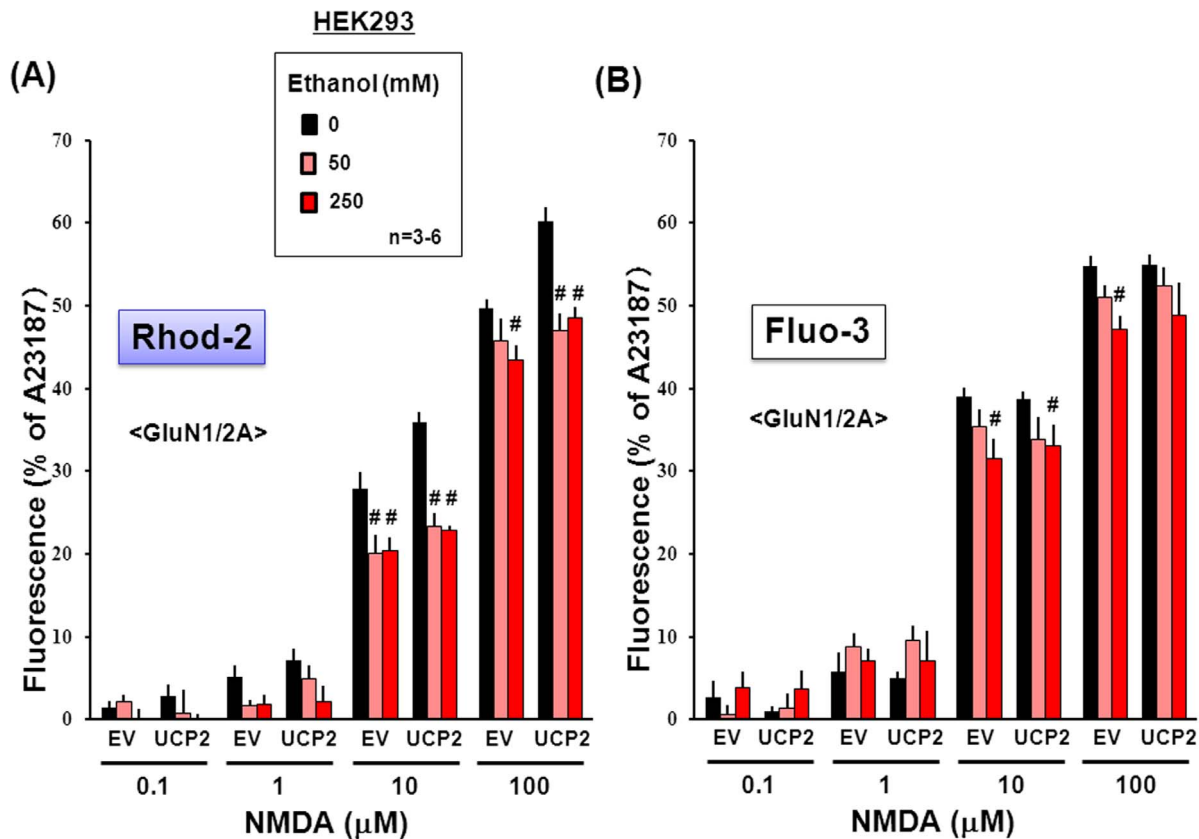 HEK293
(A)
Ethanol (mM)
0
50
250
n=3-6
Fluorescence (% of A23187)
70
60
50
40
30
20
10
0
Rhod-2
<GluN1/2A>
#
# #
# #
# #
EV UCP2 EV UCP2 EV UCP2 EV UCP2
0.1 1 10 100
NMDA (μM)
(B)
Fluorescence (% of A23187)
70
60
50
40
30
20
10
0
Fluo-3
<GluN1/2A>
#
# #
EV UCP2 EV UCP2 EV UCP2 EV UCP2
0.1 1 10 100
NMDA (μM)